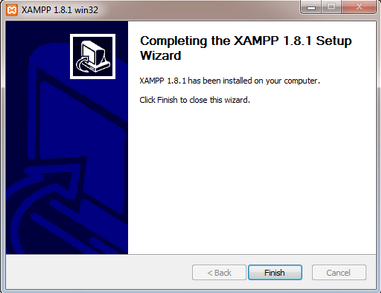 XAMPP 1.8.1 win32
Completing the XAMPP 1.8.1 Setup
Wizard
XAMPP 1.8.1 has been installed on your computer.
Click Finish to close this wizard.
< Back
Finish
Cancel